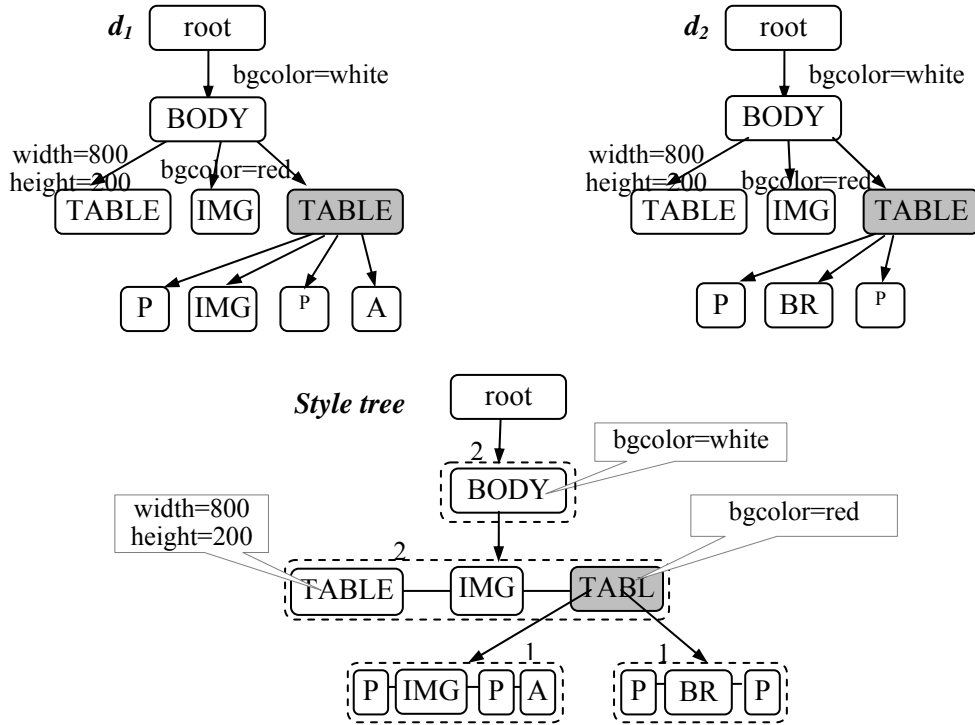 d1 root d2 root
bgcolor=white bgcolor=white
BODY BODY
width=800 width=800
height=200 bgcolor=red height=200 bgcolor=red
TABLE IMG TABLE TABLE IMG TABLE
P IMG P A P BR P
Style tree root
2 bgcolor=white
BODY
width=800 bgcolor=red
height=200 2
TABLE IMG TABL
1 1
P IMG P A P BR P